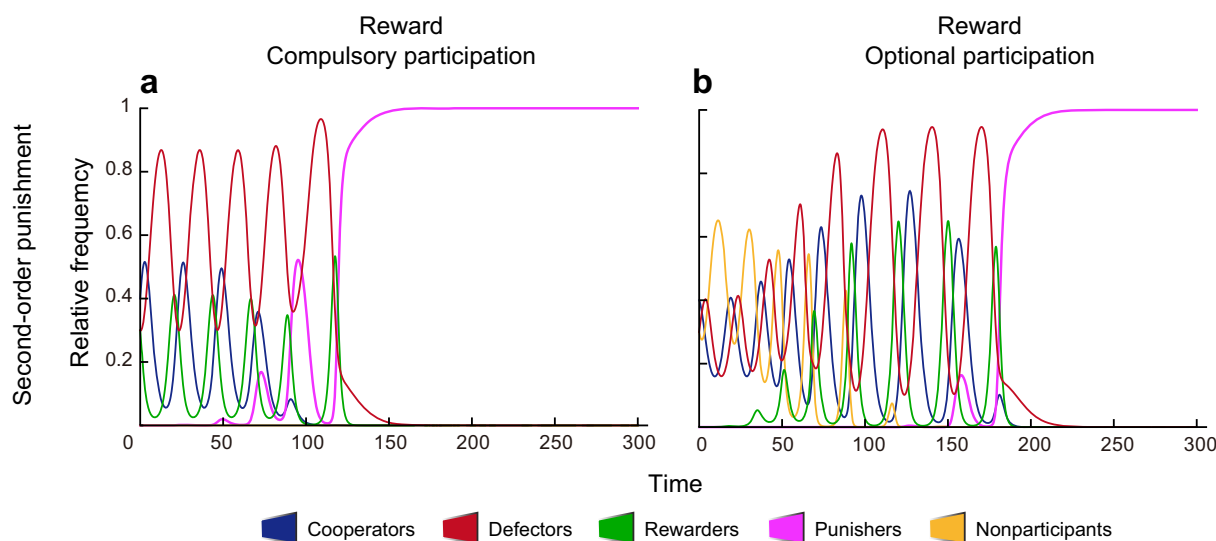 Reward
Compulsory participation
Reward
Optional participation
a
b
Second-order punishment
Relative frequemcy
1
0.8
0.6
0.4
0.2
0 50 100 150 200 250 300
0 50 100 150 200 250 300
Time
Cooperators Defectors Rewarders Punishers Nonparticipants